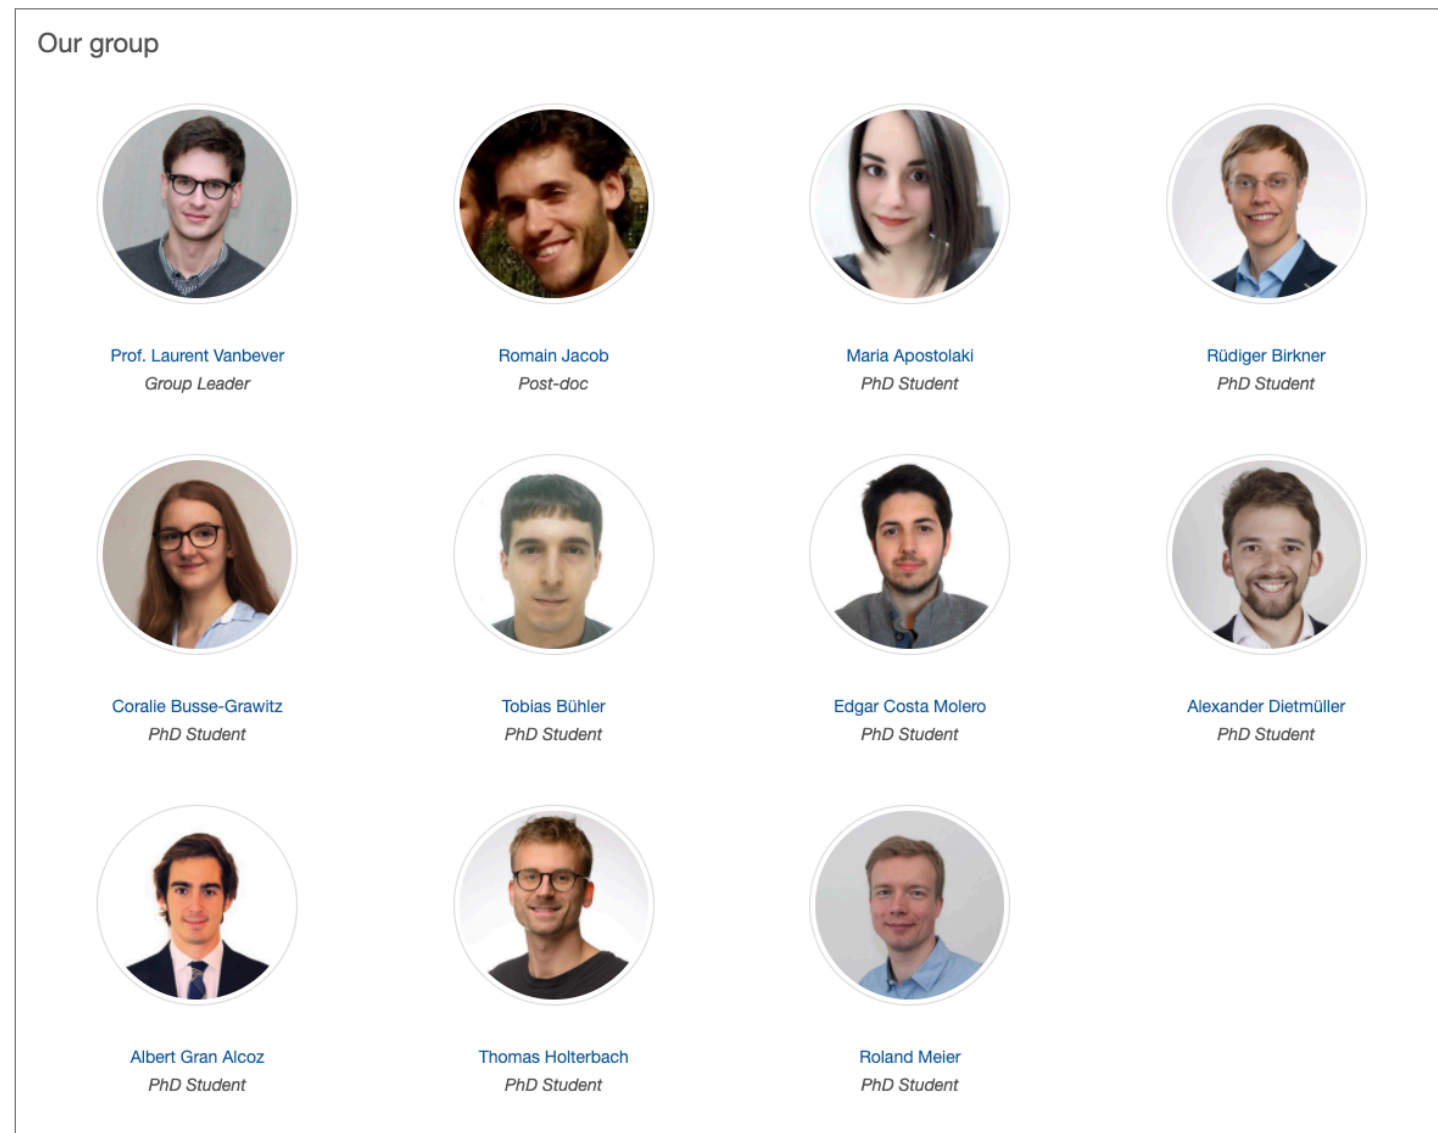 Our group
Prof. Laurent Vanbever
Group Leader
Romain Jacob
Post-doc
Maria Apostolaki
PhD Student
Rüdiger Birkner
PhD Student
Coralie Busse-Grawitz
PhD Student
Tobias Bühler
PhD Student
Edgar Costa Molero
PhD Student
Alexander Dietmüller
PhD Student
Albert Gran Alcoz
PhD Student
Thomas Holterbach
PhD Student
Roland Meier
PhD Student